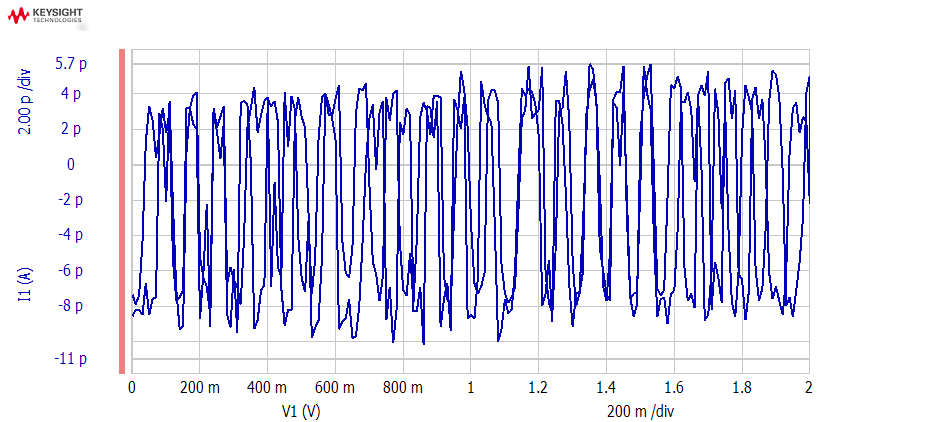 KEYSIGHT
TECHNOLOGIES
2.00 p /div
I1 (A)
5.7 p
4 p
2 p
0
-2 p
-4 p
-6 p
-8 p
-11 p
0 200 m 400 m 600 m 800 m 1 1.2 1.4 1.6 1.8 2
V1 (V) 200 m /div